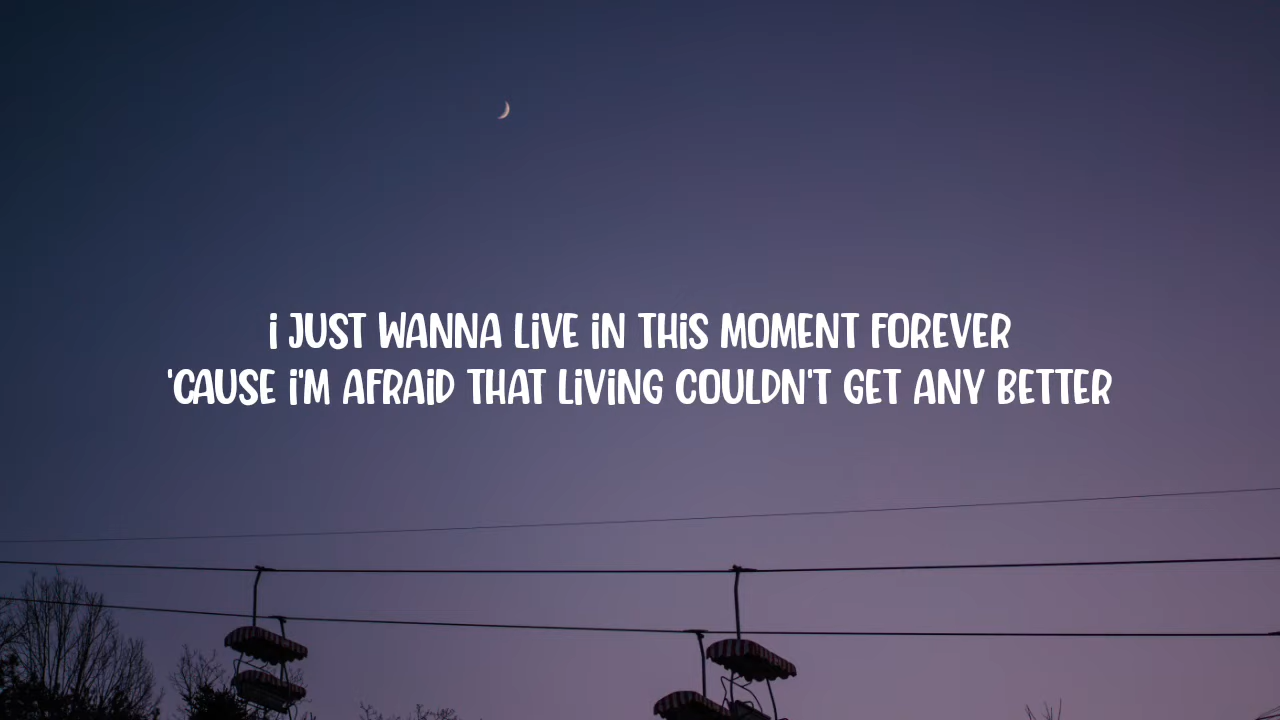 i JUST WANNA LiVE iN THiS MOMENT FOREVER
'CAUSE i'M AFRAiD THAT LiViNG COULDN'T GET ANY BETTER